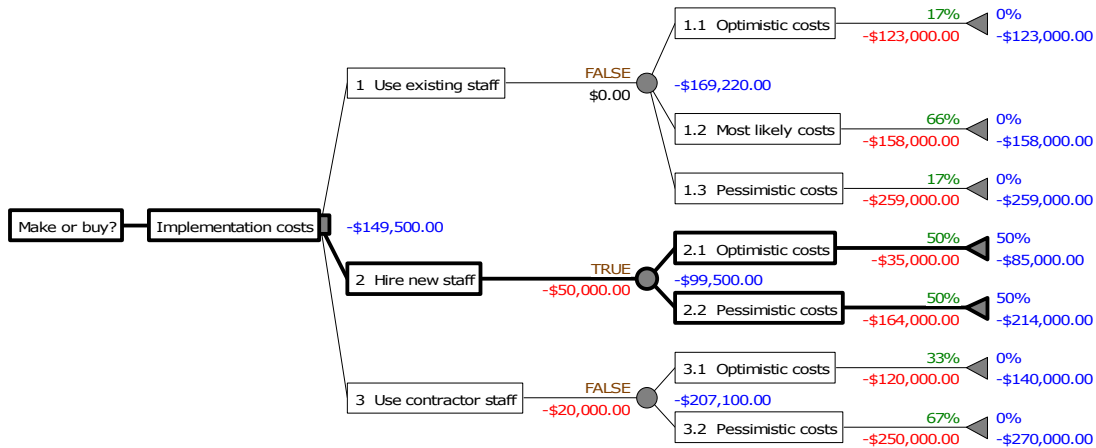 Make or buy?
Implementation costs
-$149,500.00
1 Use existing staff
FALSE
$0.00
-$169,220.00
1.1 Optimistic costs
17%
-$123,000.00
0%
-$123,000.00
1.2 Most likely costs
66%
-$158,000.00
0%
-$158,000.00
1.3 Pessimistic costs
17%
-$259,000.00
0%
-$259,000.00
2 Hire new staff
TRUE
-$50,000.00
-$99,500.00
2.1 Optimistic costs
50%
-$35,000.00
50%
-$85,000.00
2.2 Pessimistic costs
50%
-$164,000.00
50%
-$214,000.00
3 Use contractor staff
FALSE
-$20,000.00
-$207,100.00
3.1 Optimistic costs
33%
-$120,000.00
0%
-$140,000.00
3.2 Pessimistic costs
67%
-$250,000.00
0%
-$270,000.00